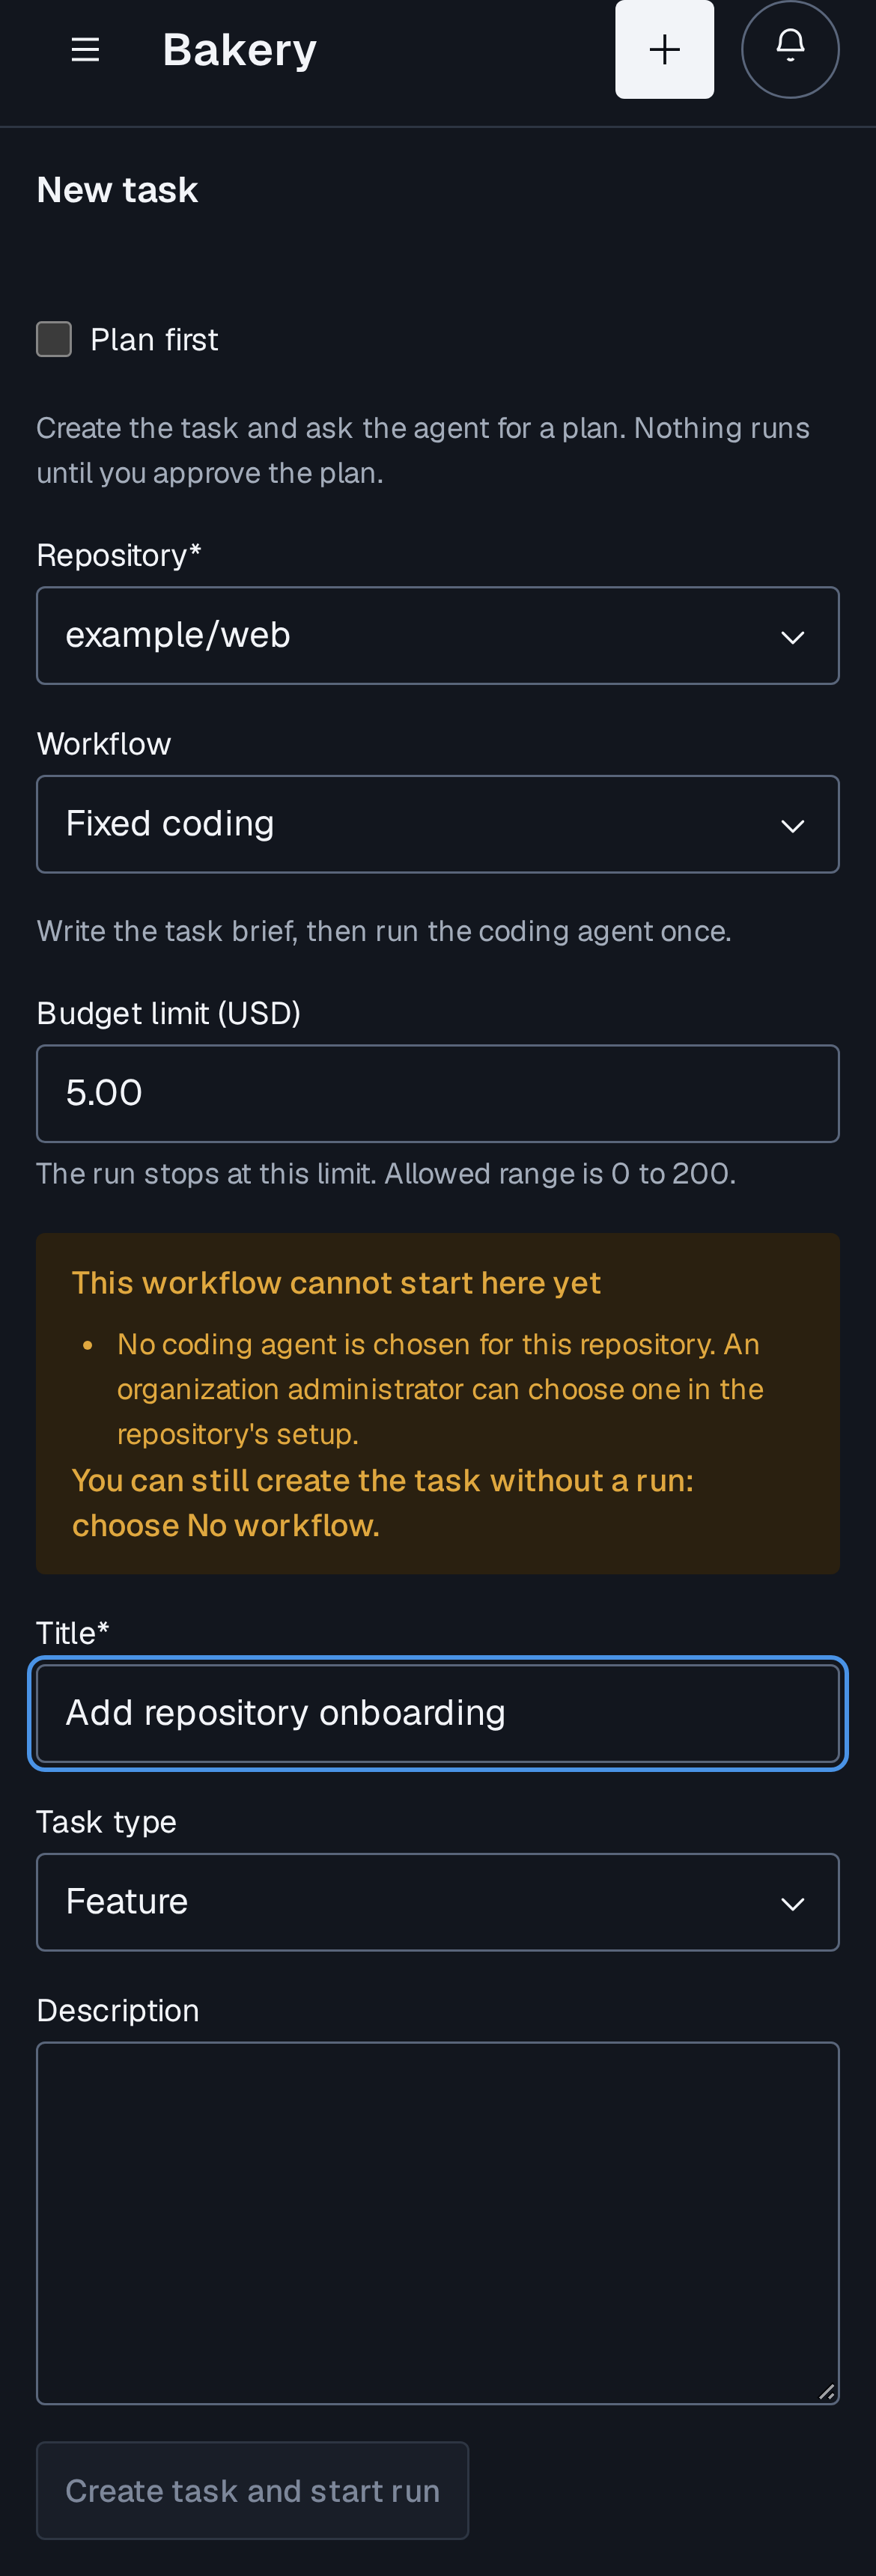 Bakery
New task
Plan first
Create the task and ask the agent for a plan. Nothing runs
until you approve the plan.
Repository*
example/web
Workflow
Fixed coding
Write the task brief, then run the coding agent once.
Budget limit (USD)
5.00
The run stops at this limit. Allowed range is 0 to 200.
This workflow cannot start here yet
• No coding agent is chosen for this repository. An
organization administrator can choose one in the
repository's setup.
You can still create the task without a run:
choose No workflow.
Title*
Add repository onboarding
Task type
Feature
Description
Create task and start run